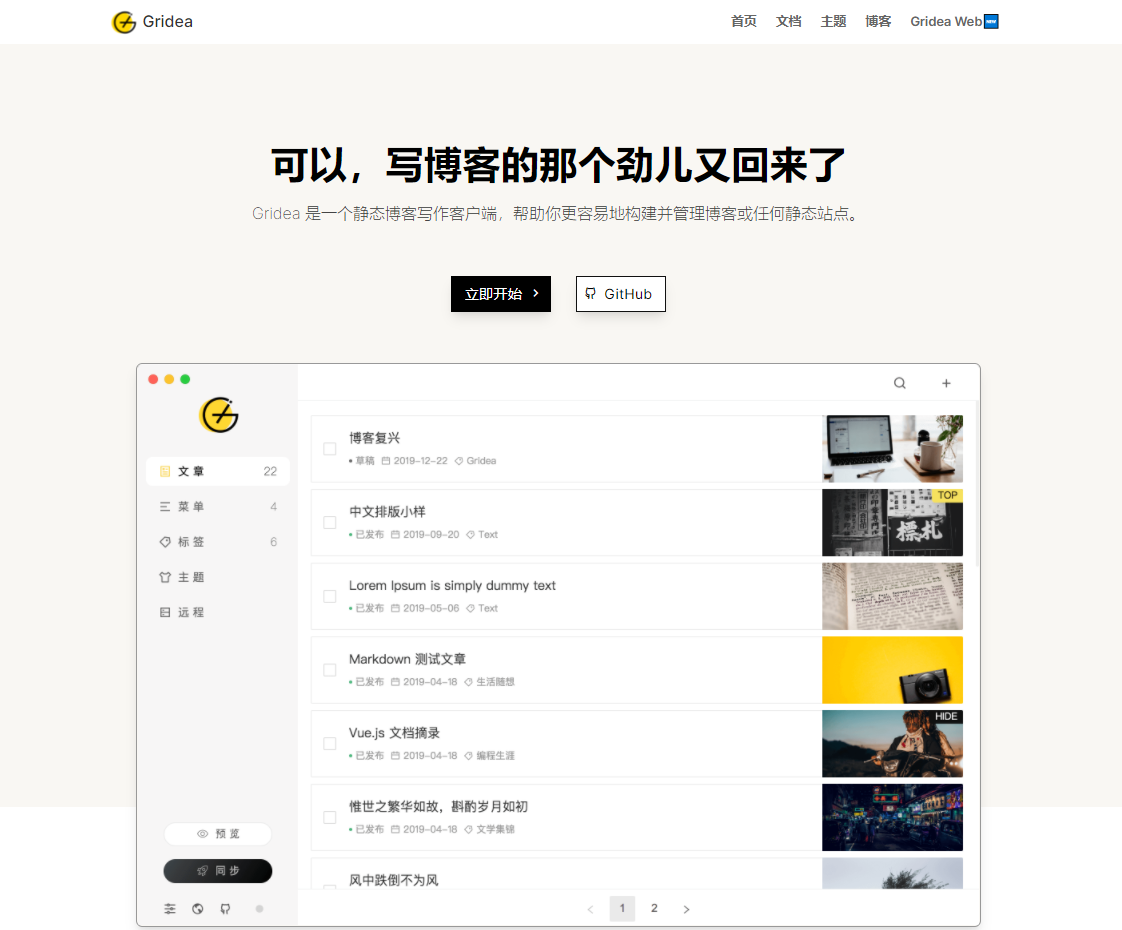 Gridea
首页 文档 主题 博客 Gridea Web NEW
可以，写博客的那个劲儿又回来了
Gridea 是一个静态博客写作客户端，帮助你更容易地构建并管理博客或任何静态站点。
立即开始 GitHub
文章 22
菜单 4
标签 6
主题
远程
预览
同步
博客复兴
草稿 2019-12-22 Gridea
中文排版小样
已发布 2019-09-20 Text
TOP
標札
Lorem Ipsum is simply dummy text
已发布 2019-05-06 Text
Markdown 测试文章
已发布 2019-04-18 生活随想
Vue.js 文档摘录
已发布 2019-04-18 编程生涯
HIDE
惟世之繁华如故，斟酌岁月如初
已发布 2019-04-18 文学集锦
风中跌倒不为风
1 2